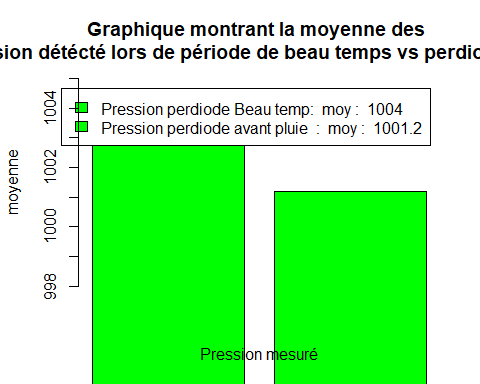 Graphique montrant la moyenne des
sion détécté lors de période de beau temps vs perdio
Pression perdiode Beau temp: moy : 1004
Pression perdiode avant pluie : moy : 1001.2
moyenne
1004
1002
1000
998
Pression mesuré